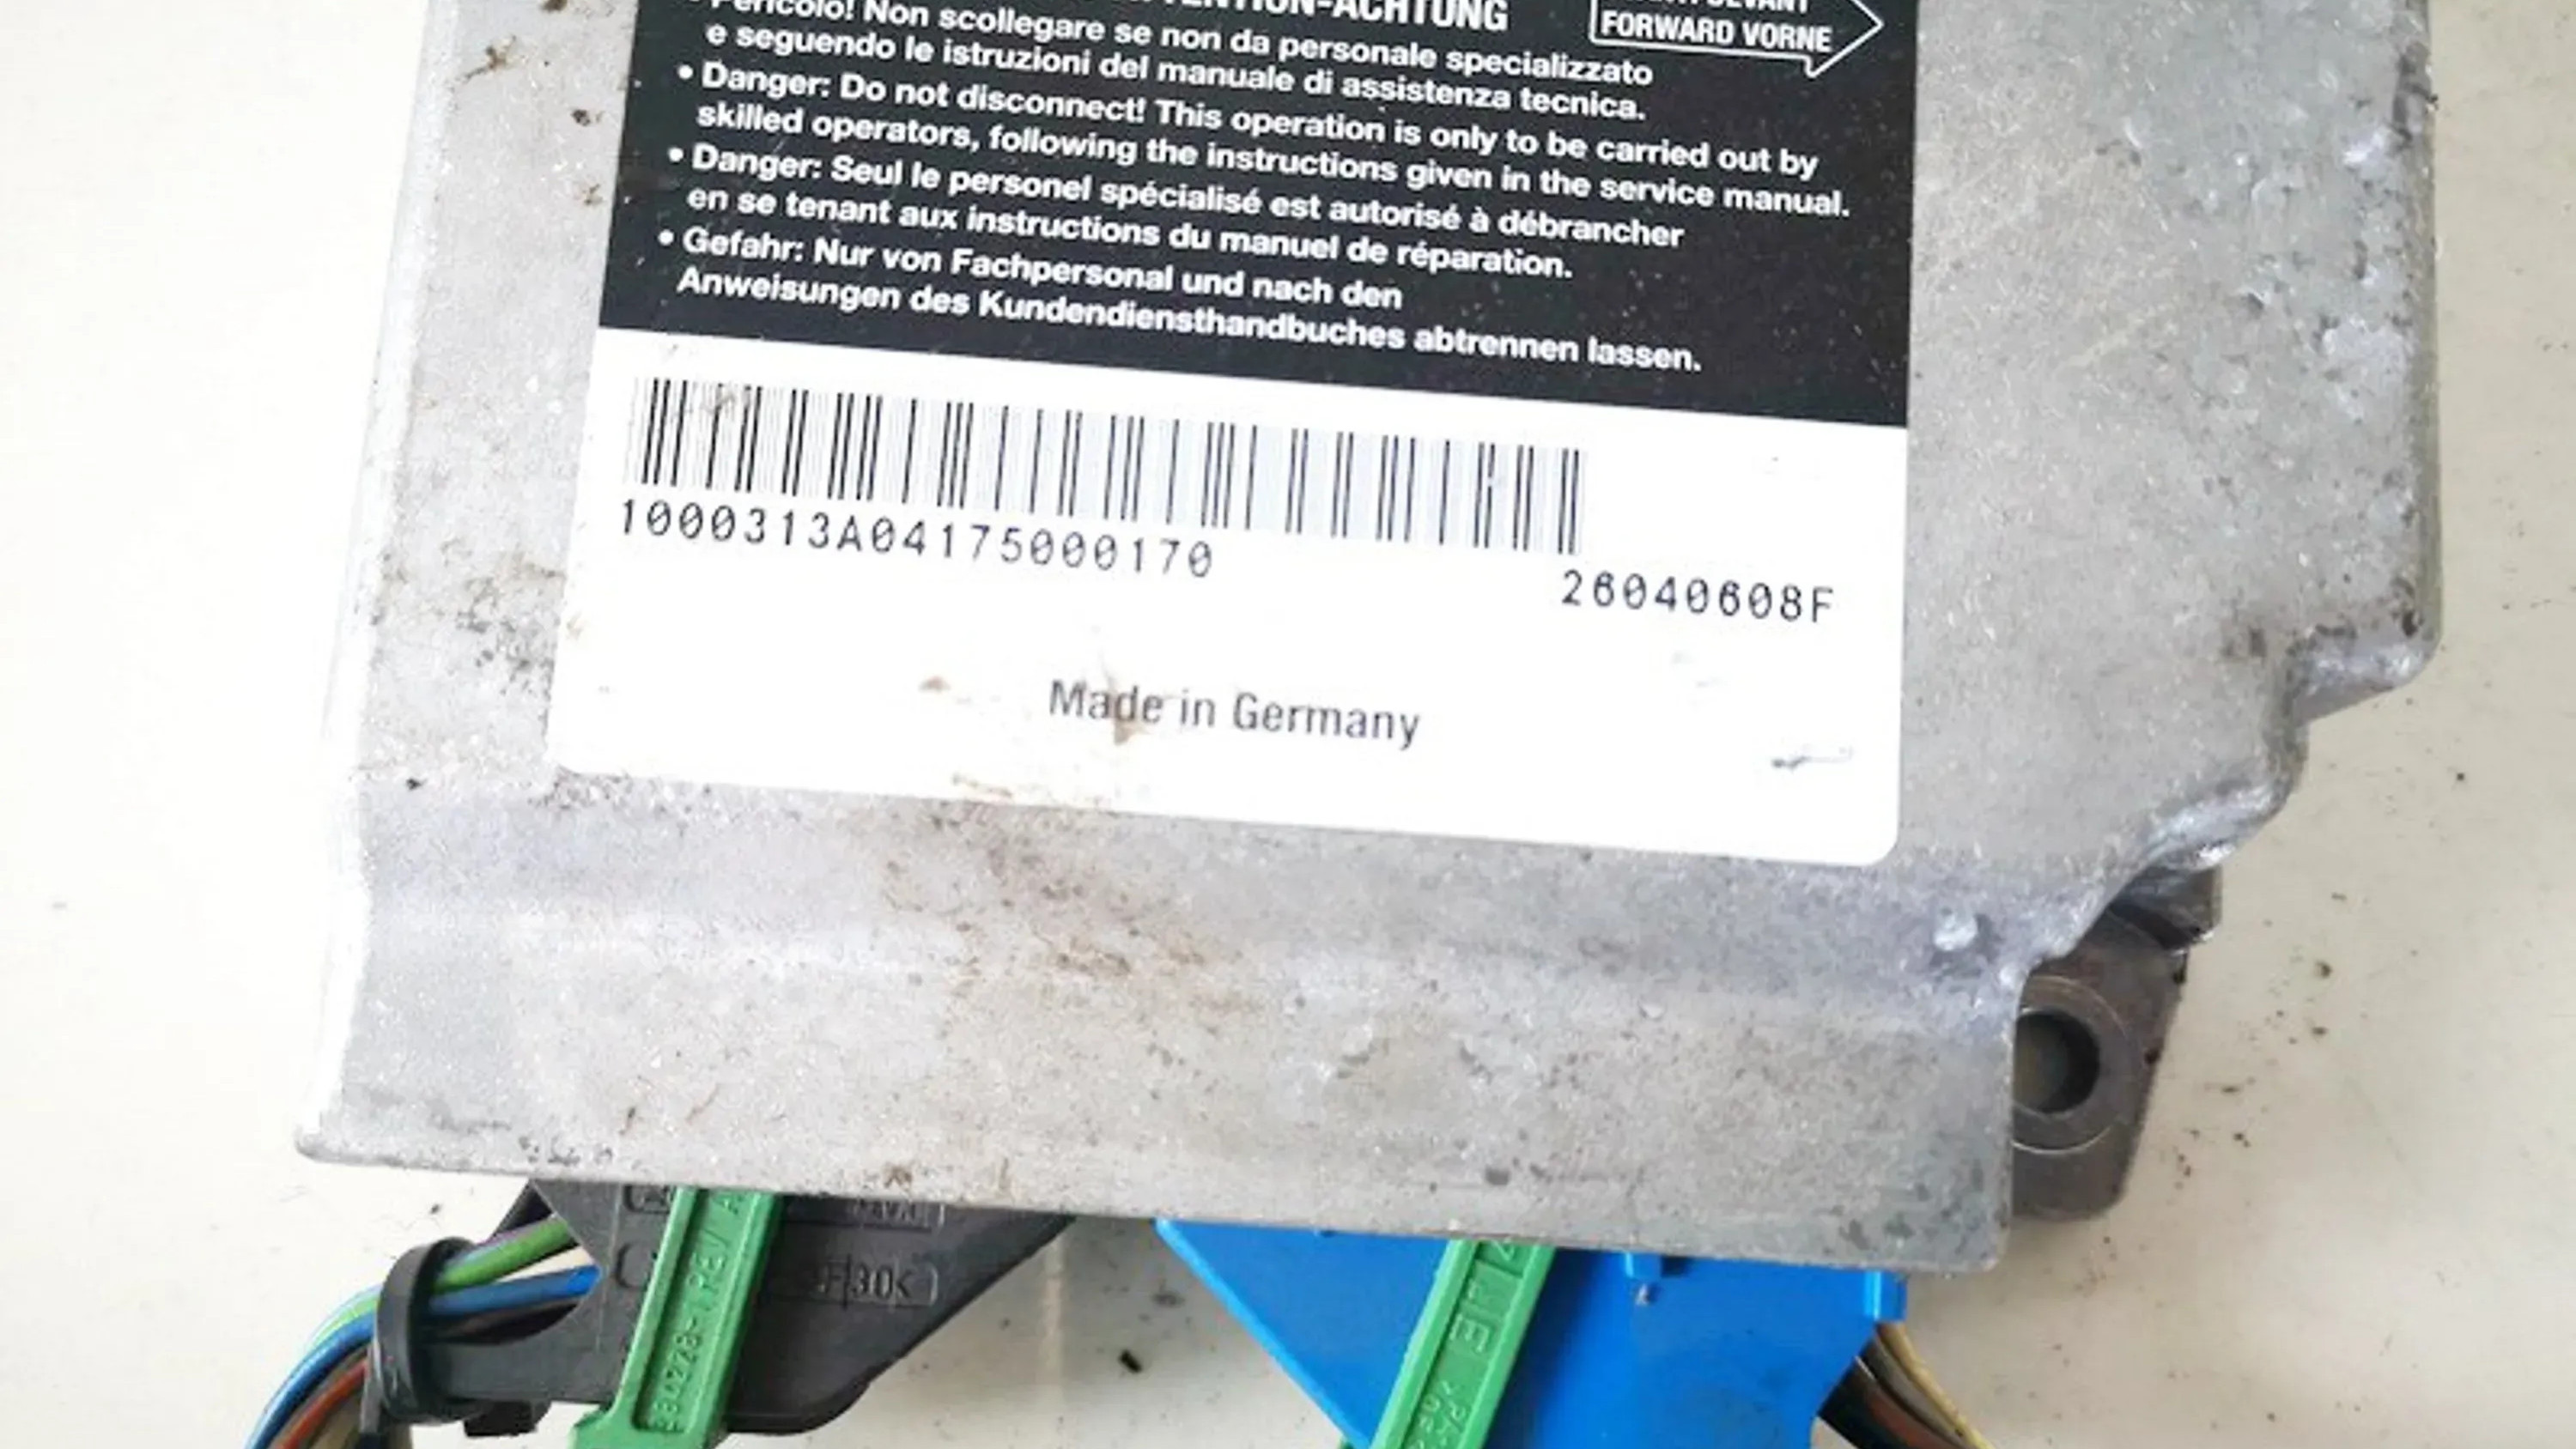 -ACHTUNG
FORWARD VORNE
Pericolo! Non scollegare se non da personale specializzato
e seguendo le istruzioni del manuale di assistenza tecnica.
• Danger: Do not disconnect! This operation is only to be carried out by
skilled operators, following the instructions given in the service manual.
• Danger: Seul le personel spécialisé est autorisé à débrancher
en se tenant aux instructions du manuel de réparation.
• Gefahr: Nur von Fachpersonal und nach den
Anweisungen des Kundendiensthandbuches abtrennen lassen.
1000313A04175000170
26040608F
Made in Germany